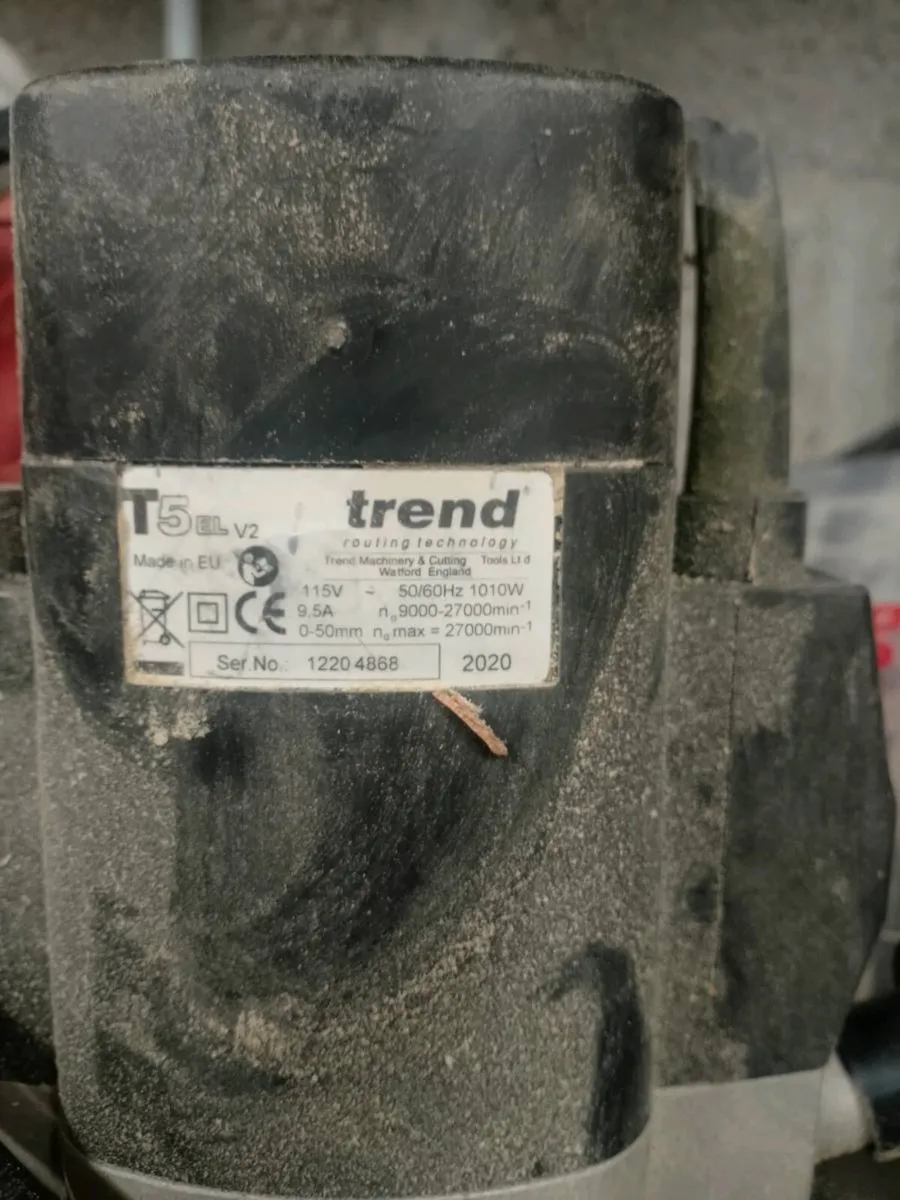 T5 EL V2
trend
routing technology
Made in EU
Trend Machinery & Cutting Tools Ltd
Watford England
115V ~ 50/60Hz 1010W
9.5A n₀ 9000-27000min⁻¹
CE
0-50mm n₀ max = 27000min⁻¹
Ser.No.: 1220 4868 2020